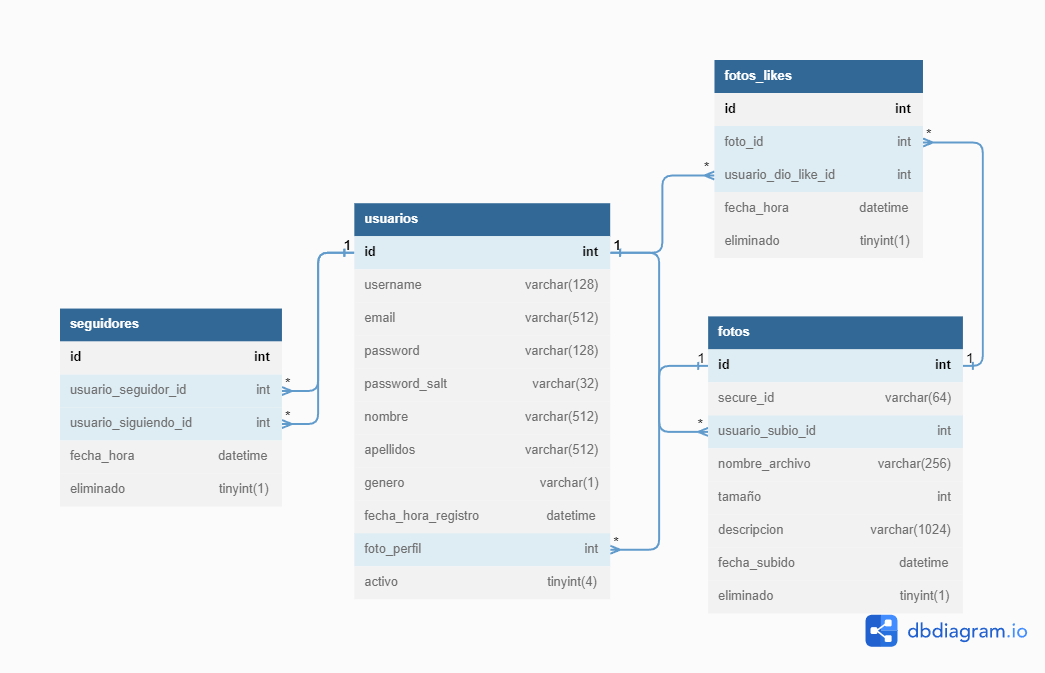 seguidores
id int
usuario_seguidor_id int
usuario_siguiendo_id int
fecha_hora datetime
eliminado tinyint(1)
* 
*
usuarios
1 id int 1
username varchar(128)
email varchar(512)
password varchar(128)
password_salt varchar(32)
nombre varchar(512)
apellidos varchar(512)
genero varchar(1)
fecha_hora_registro datetime
foto_perfil int *
activo tinyint(4)
fotos_likes
id int
foto_id int *
* usuario_dio_like_id int
fecha_hora datetime
eliminado tinyint(1)
fotos
1 id int 1
secure_id varchar(64)
* usuario_subio_id int
nombre_archivo varchar(256)
tamaño int
descripcion varchar(1024)
fecha_subido datetime
eliminado tinyint(1)
dbdiagram.io